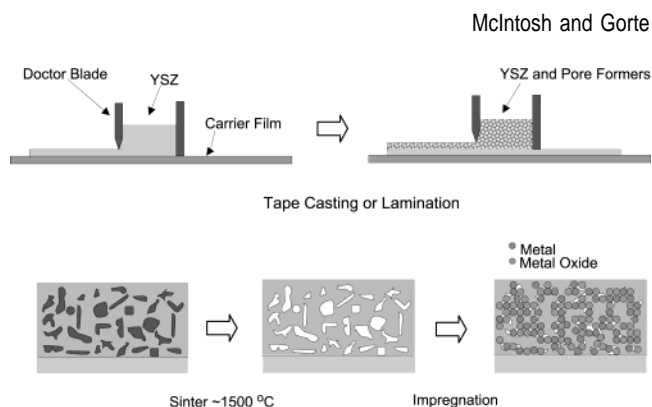 McIntosh and Gorte
Doctor Blade
YSZ
Carrier Film
YSZ and Pore Formers
Tape Casting or Lamination
Metal
Metal Oxide
Sinter ~1500 °C
Impregnation